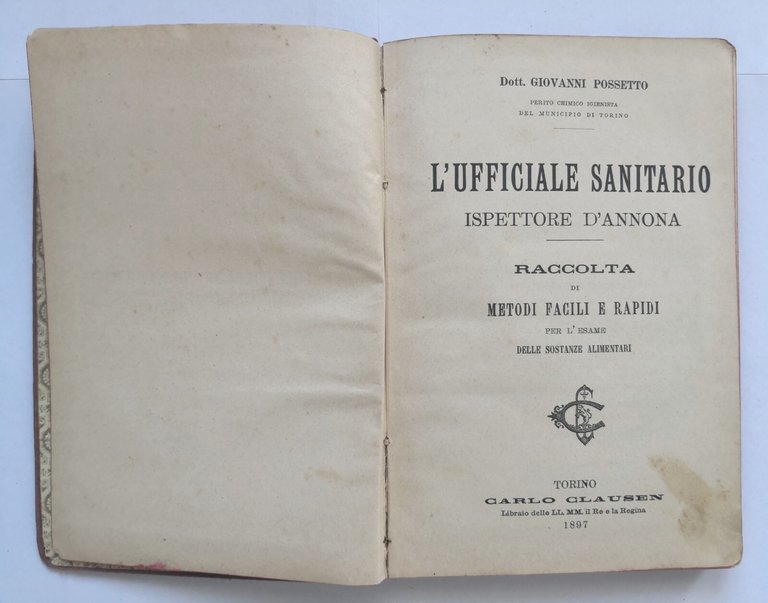 Dott. GIOVANNI POSSETTO
PERITO CHIMICO IGIENISTA
DEL MUNICIPIO DI TORINO
L'UFFICIALE SANITARIO
ISPETTORE D'ANNONA
RACCOLTA
DI
METODI FACILI E RAPIDI
PER L'ESAME
DELLE SOSTANZE ALIMENTARI
TORINO
CARLO CLAUSEN
Libraio delle LL. MM. il Re e la Regina
1897